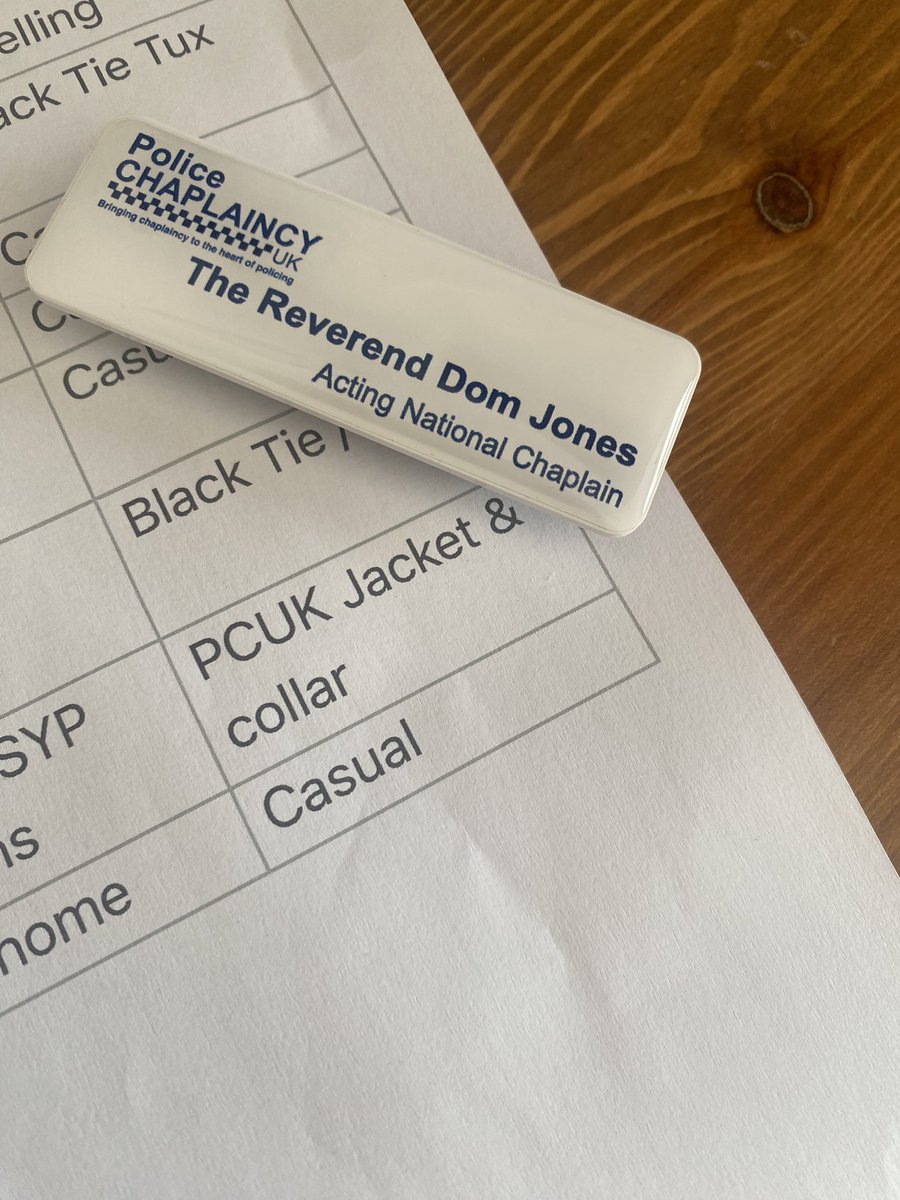 elling
ack Tie Tux
Police
CHAPLAINCY
UK
Bringing chaplaincy to the heart of policing
The Reverend Dom Jones
Acting National Chaplain
Black Tie
PCUK Jacket &
collar
SYP
Casual
ns
home